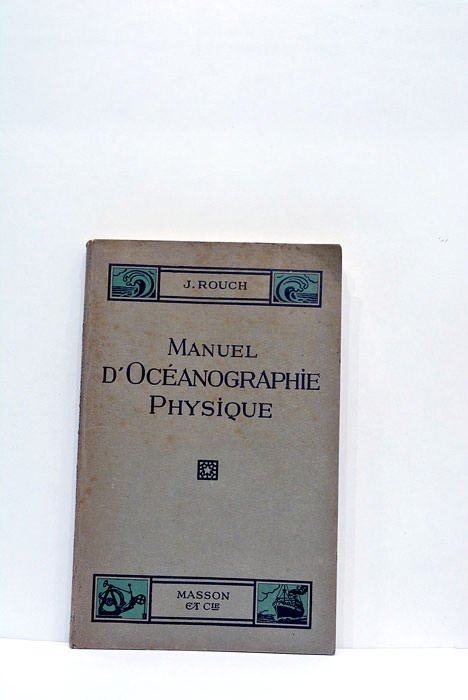 J. ROUCH
MANUEL
D'OCÉANOGRAPHIE
PHYSIQUE
MASSON
ET CIE